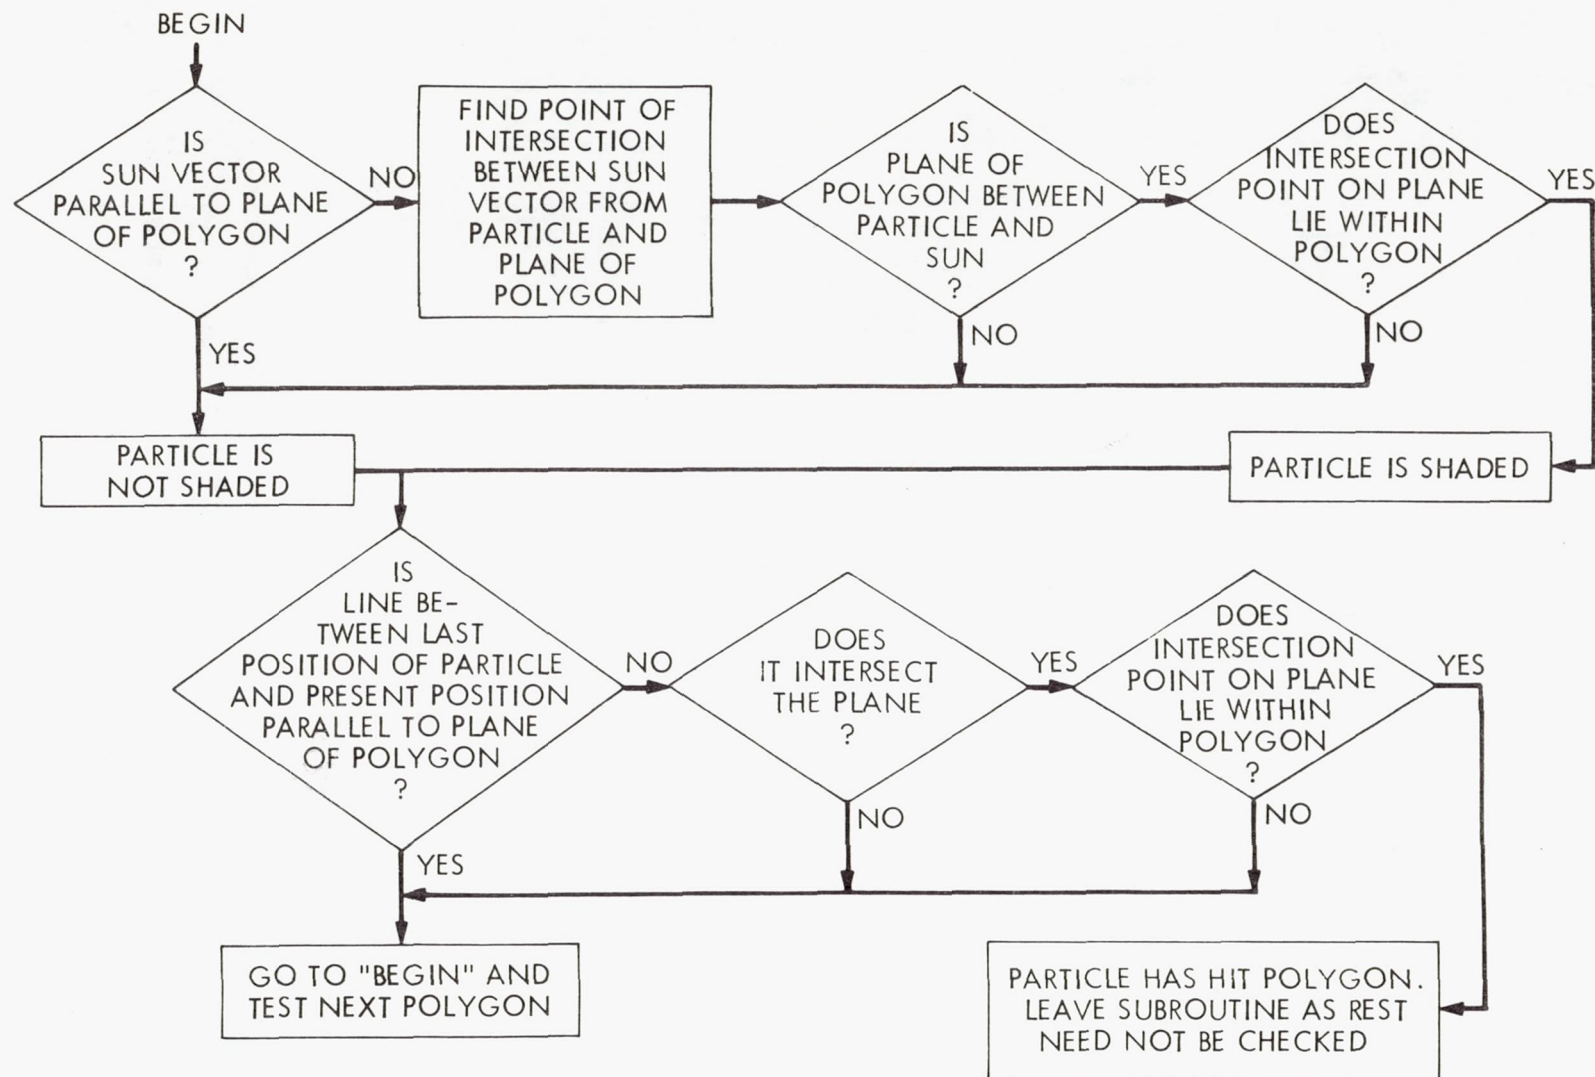 BEGIN
IS
SUN VECTOR
PARALLEL TO PLANE
OF POLYGON
?
NO
YES
FIND POINT OF
INTERSECTION
BETWEEN SUN
VECTOR FROM
PARTICLE AND
PLANE OF
POLYGON
IS
PLANE OF
POLYGON BETWEEN
PARTICLE AND
SUN
?
YES
NO
DOES
INTERSECTION
POINT ON PLANE
LIE WITHIN
POLYGON
?
YES
NO
PARTICLE IS
NOT SHADED
PARTICLE IS SHADED
IS
LINE BE-
TWEEN LAST
POSITION OF PARTICLE
AND PRESENT POSITION
PARALLEL TO PLANE
OF POLYGON
?
NO
YES
DOES
IT INTERSECT
THE PLANE
?
YES
NO
DOES
INTERSECTION
POINT ON PLANE
LIE WITHIN
POLYGON
?
YES
NO
GO TO "BEGIN" AND
TEST NEXT POLYGON
PARTICLE HAS HIT POLYGON.
LEAVE SUBROUTINE AS REST
NEED NOT BE CHECKED